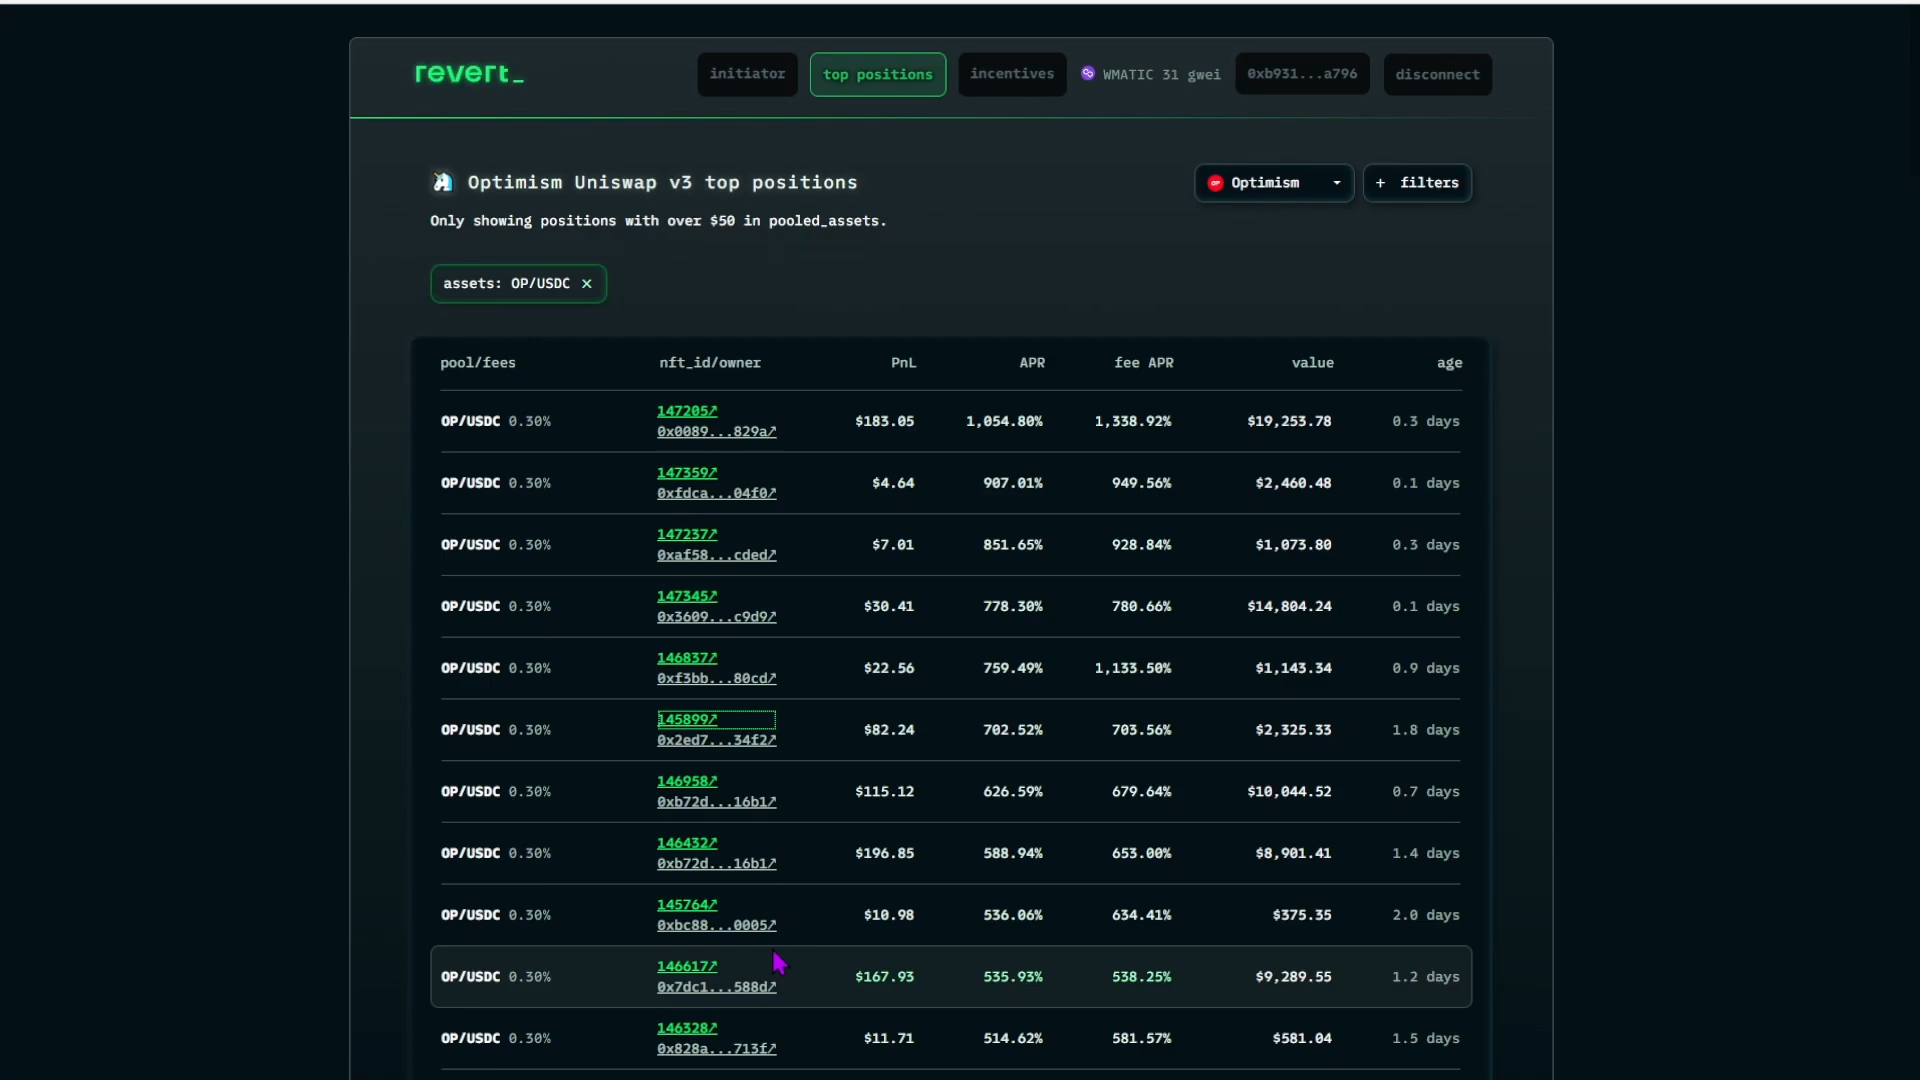 revert_ initiator top positions incentives WMATIC 31 gwei 0xb931...a796 disconnect
Optimism Uniswap v3 top positions OP Optimism + filters
Only showing positions with over $50 in pooled_assets.
assets: OP/USDC ×
pool/fees nft_id/owner PnL APR fee APR value age
147205↗
OP/USDC 0.30% $183.05 1,054.80% 1,338.92% $19,253.78 0.3 days
0x0089...829a↗
147359↗
OP/USDC 0.30% $4.64 907.01% 949.56% $2,460.48 0.1 days
0xfdca...04f0↗
147237↗
OP/USDC 0.30% $7.01 851.65% 928.84% $1,073.80 0.3 days
0xaf58...cded↗
147345↗
OP/USDC 0.30% $30.41 778.30% 780.66% $14,804.24 0.1 days
0x3609...c9d9↗
146837↗
OP/USDC 0.30% $22.56 759.49% 1,133.50% $1,143.34 0.9 days
0xf3bb...80cd↗
145899↗
OP/USDC 0.30% $82.24 702.52% 703.56% $2,325.33 1.8 days
0x2ed7...34f2↗
146958↗
OP/USDC 0.30% $115.12 626.59% 679.64% $10,044.52 0.7 days
0xb72d...16b1↗
146432↗
OP/USDC 0.30% $196.85 588.94% 653.00% $8,901.41 1.4 days
0xb72d...16b1↗
145764↗
OP/USDC 0.30% $10.98 536.06% 634.41% $375.35 2.0 days
0xbc88...0005↗
146617↗
OP/USDC 0.30% $167.93 535.93% 538.25% $9,289.55 1.2 days
0x7dc1...588d↗
146328↗
OP/USDC 0.30% $11.71 514.62% 581.57% $581.04 1.5 days
0x828a...713f↗